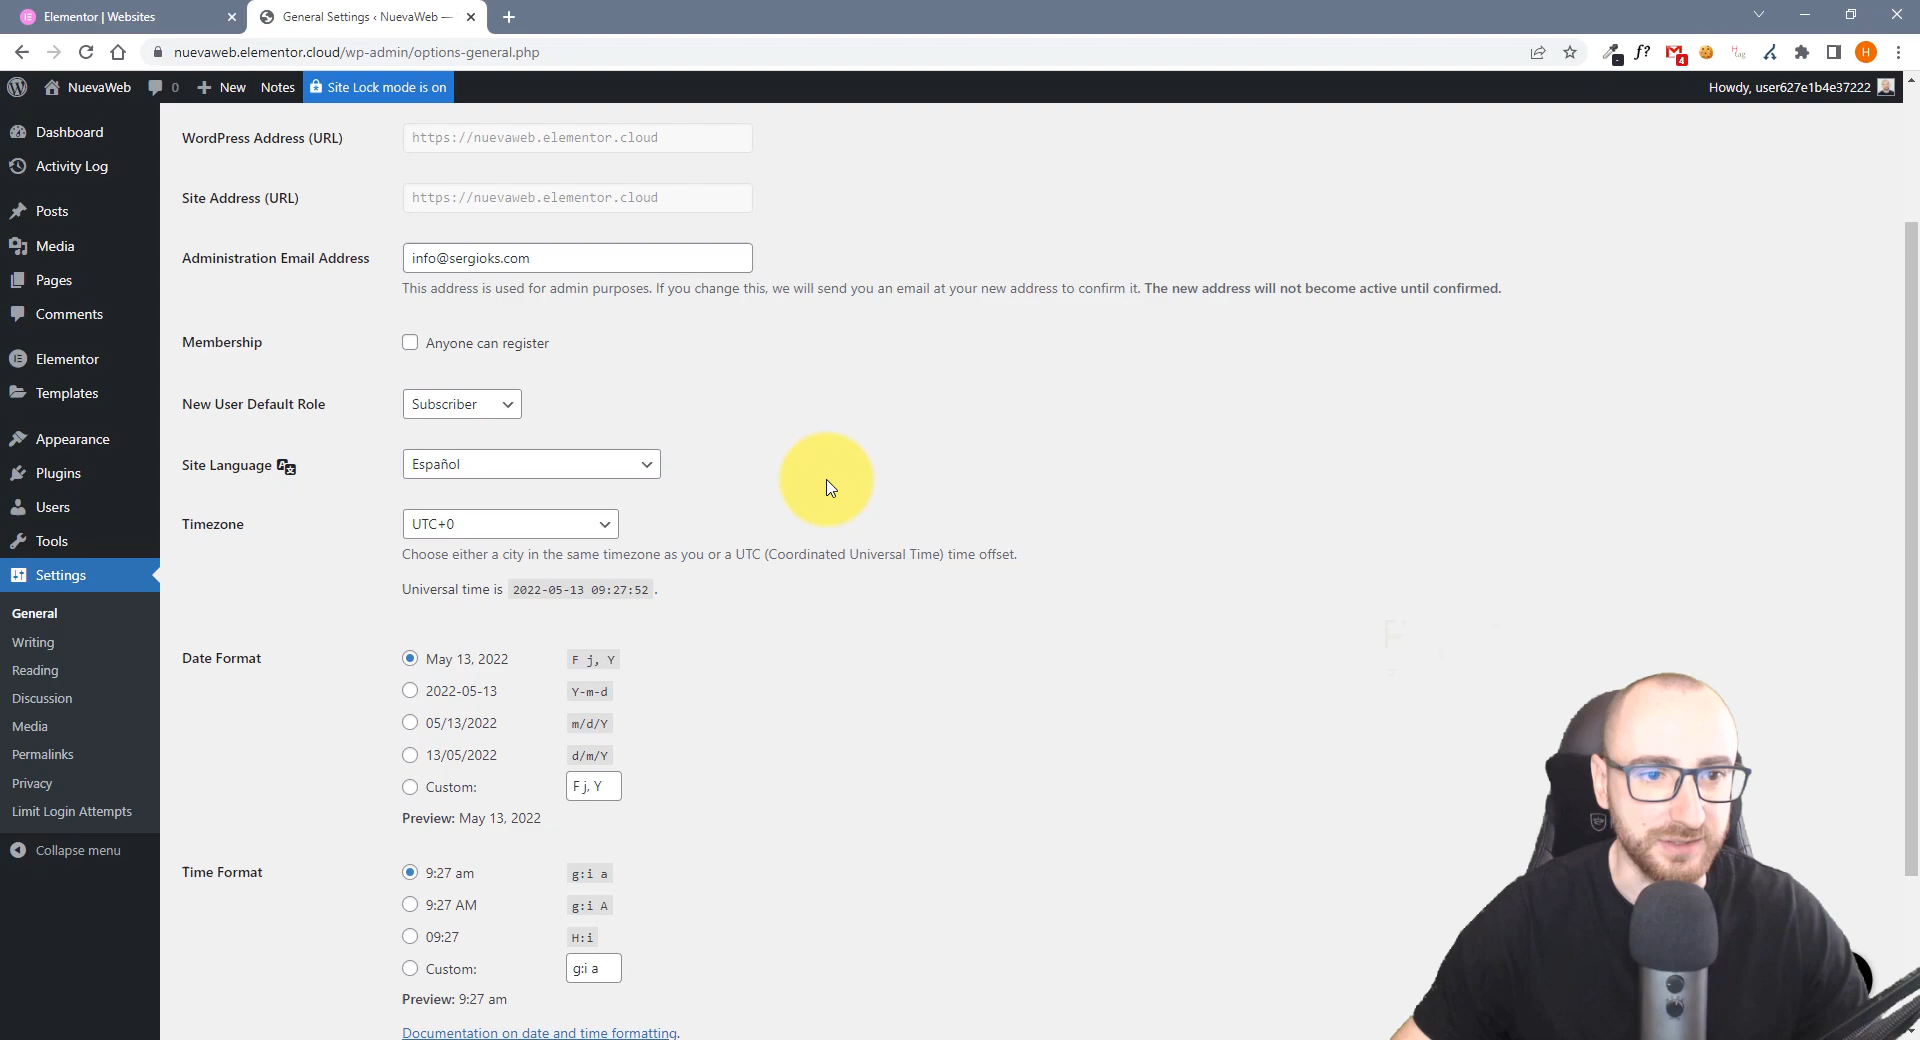 Elementor | Websites
General Settings ‹ NuevaWeb —
nuevaweb.elementor.cloud/wp-admin/options-general.php
f?
4
H
NuevaWeb
0
New
Notes
Site Lock mode is on
Howdy, user627e1b4e37222
Dashboard
Activity Log
Posts
Media
Pages
Comments
Elementor
Templates
Appearance
Plugins
Users
Tools
Settings
General
Writing
Reading
Discussion
Media
Permalinks
Privacy
Limit Login Attempts
Collapse menu
WordPress Address (URL)
https://nuevaweb.elementor.cloud
Site Address (URL)
https://nuevaweb.elementor.cloud
Administration Email Address
info@sergioks.com
This address is used for admin purposes. If you change this, we will send you an email at your new address to confirm it. The new address will not become active until confirmed.
Membership
Anyone can register
New User Default Role
Subscriber
Site Language
Español
Timezone
UTC+0
Choose either a city in the same timezone as you or a UTC (Coordinated Universal Time) time offset.
Universal time is 2022-05-13 09:27:52 .
Date Format
May 13, 2022 F j, Y
2022-05-13 Y-m-d
05/13/2022 m/d/Y
13/05/2022 d/m/Y
Custom: F j, Y
Preview: May 13, 2022
Time Format
9:27 am g:i a
9:27 AM g:i A
09:27 H:i
Custom: g:i a
Preview: 9:27 am
Documentation on date and time formatting.